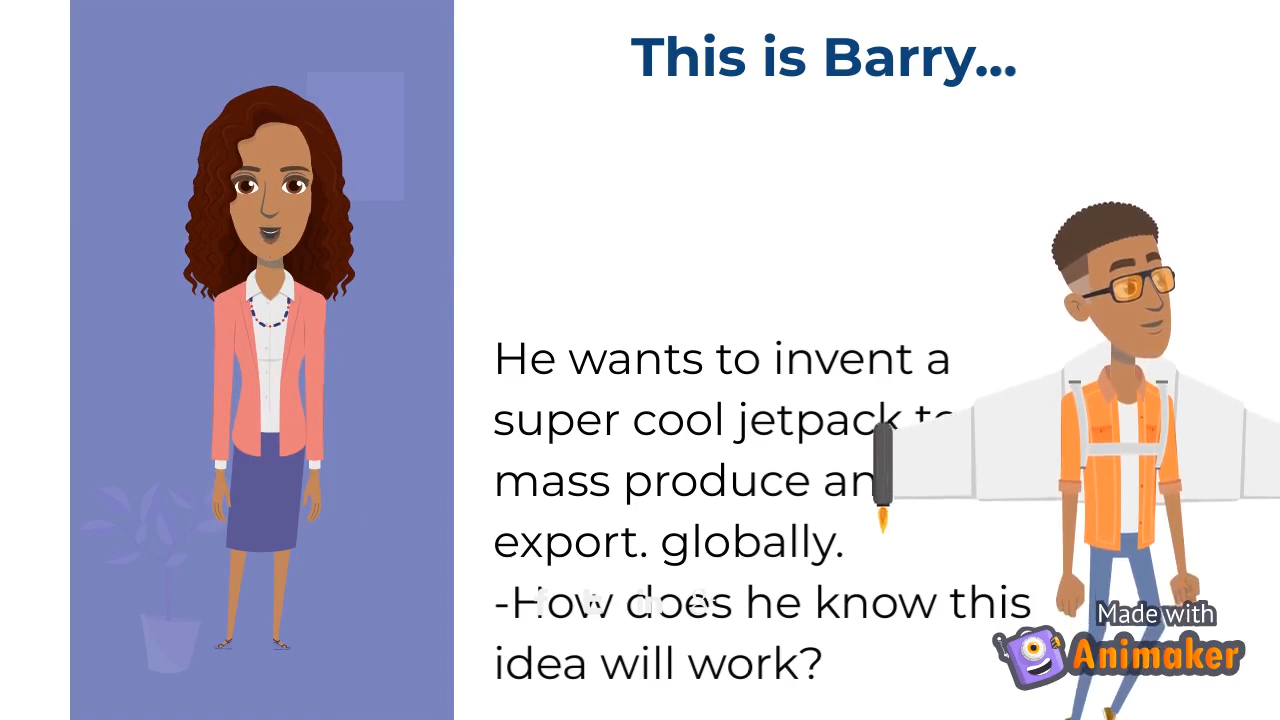 This is Barry...
He wants to invent a
super cool jetpack
mass produce
export. globally.
-How does he know this
idea will work?
Made with
Animaker